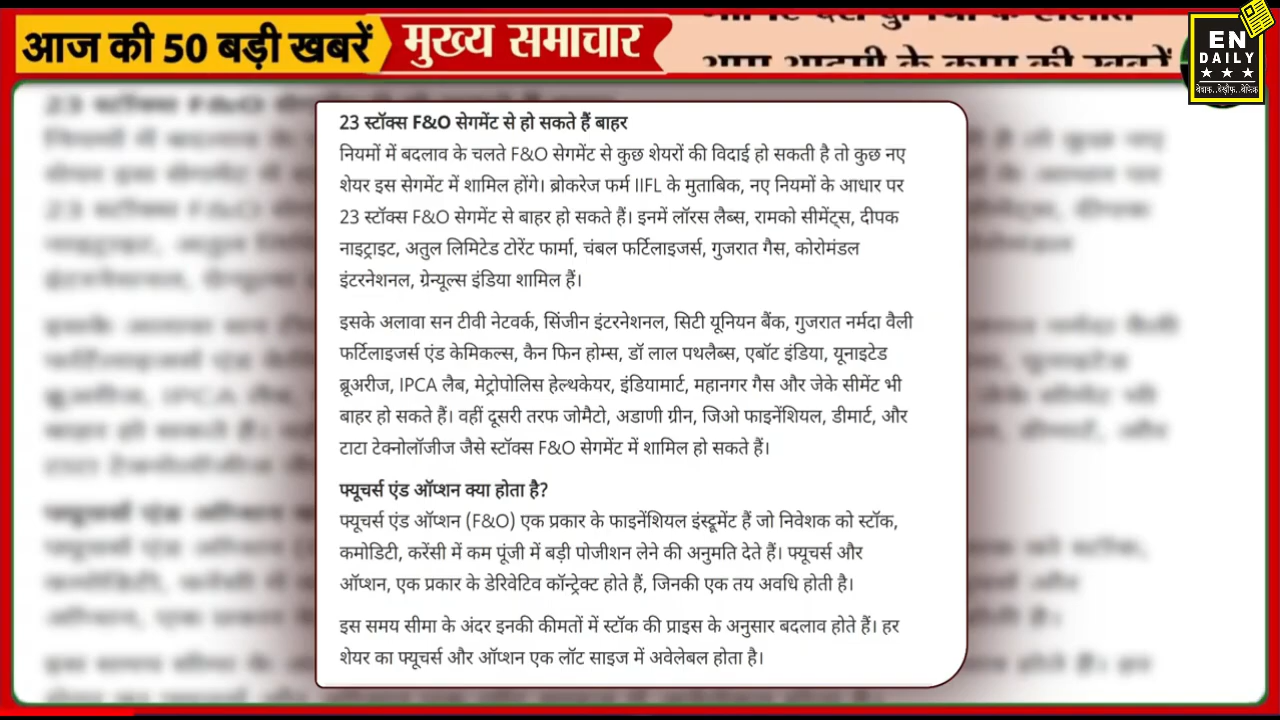 आज की 50 बड़ी खबरें
मुख्य समाचार
EN
DAILY
23 स्टॉक्स F&O सेगमेंट से हो सकते हैं बाहर
नियमों में बदलाव के चलते F&O सेगमेंट से कुछ शेयरों की विदाई हो सकती है तो कुछ नए
शेयर इस सेगमेंट में शामिल होंगे। ब्रोकरेज फर्म IIFL के मुताबिक, नए नियमों के आधार पर
23 स्टॉक्स F&O सेगमेंट से बाहर हो सकते हैं। इनमें लॉरस लैब्स, रामको सीमेंट्स, दीपक
नाइट्राइट, अतुल लिमिटेड टोरेंट फार्मा, चंबल फर्टिलाइजर्स, गुजरात गैस, कोरोमंडल
इंटरनेशनल, ग्रेन्यूल्स इंडिया शामिल हैं।
इसके अलावा सन टीवी नेटवर्क, सिंजीन इंटरनेशनल, सिटी यूनियन बैंक, गुजरात नर्मदा वैली
फर्टिलाइजर्स एंड केमिकल्स, कैन फिन होम्स, डॉ लाल पथलैब्स, एबॉट इंडिया, यूनाइटेड
ब्रूअरीज, IPCA लैब, मेट्रोपोलिस हेल्थकेयर, इंडियामार्ट, महानगर गैस और जेके सीमेंट भी
बाहर हो सकते हैं। वहीं दूसरी तरफ जोमैटो, अडाणी ग्रीन, जिओ फाइनेंशियल, डीमार्ट, और
टाटा टेक्नोलॉजीज जैसे स्टॉक्स F&O सेगमेंट में शामिल हो सकते हैं।
फ्यूचर्स एंड ऑप्शन क्या होता है?
फ्यूचर्स एंड ऑप्शन (F&O) एक प्रकार के फाइनेंशियल इंस्ट्रूमेंट हैं जो निवेशक को स्टॉक,
कमोडिटी, करेंसी में कम पूंजी में बड़ी पोजीशन लेने की अनुमति देते हैं। फ्यूचर्स और
ऑप्शन, एक प्रकार के डेरिवेटिव कॉन्ट्रेक्ट होते हैं, जिनकी एक तय अवधि होती है।
इस समय सीमा के अंदर इनकी कीमतों में स्टॉक की प्राइस के अनुसार बदलाव होते हैं। हर
शेयर का फ्यूचर्स और ऑप्शन एक लॉट साइज में अवेलेबल होता है।